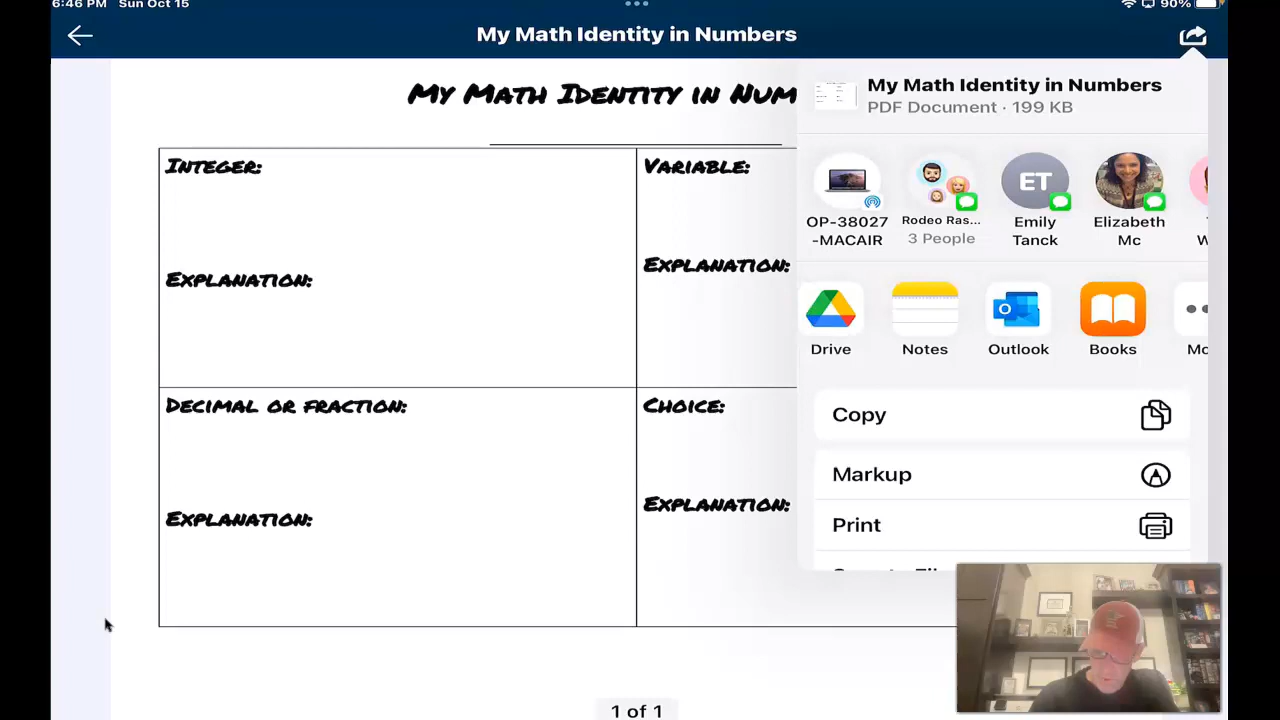 6:46 PM Sun Oct 15
90%
My Math Identity in Numbers
My Math Identity in Num
Integer:
Variable:
Explanation:
Explanation:
Decimal or fraction:
Choice:
Explanation:
Explanation:
1 of 1
My Math Identity in Numbers
PDF Document · 199 KB
ET
OP-38027
-MACAIR
Rodeo Ras...
3 People
Emily
Tanck
Elizabeth
Mc
W
Drive
Notes
Outlook
Books
Mo
Copy
Markup
Print